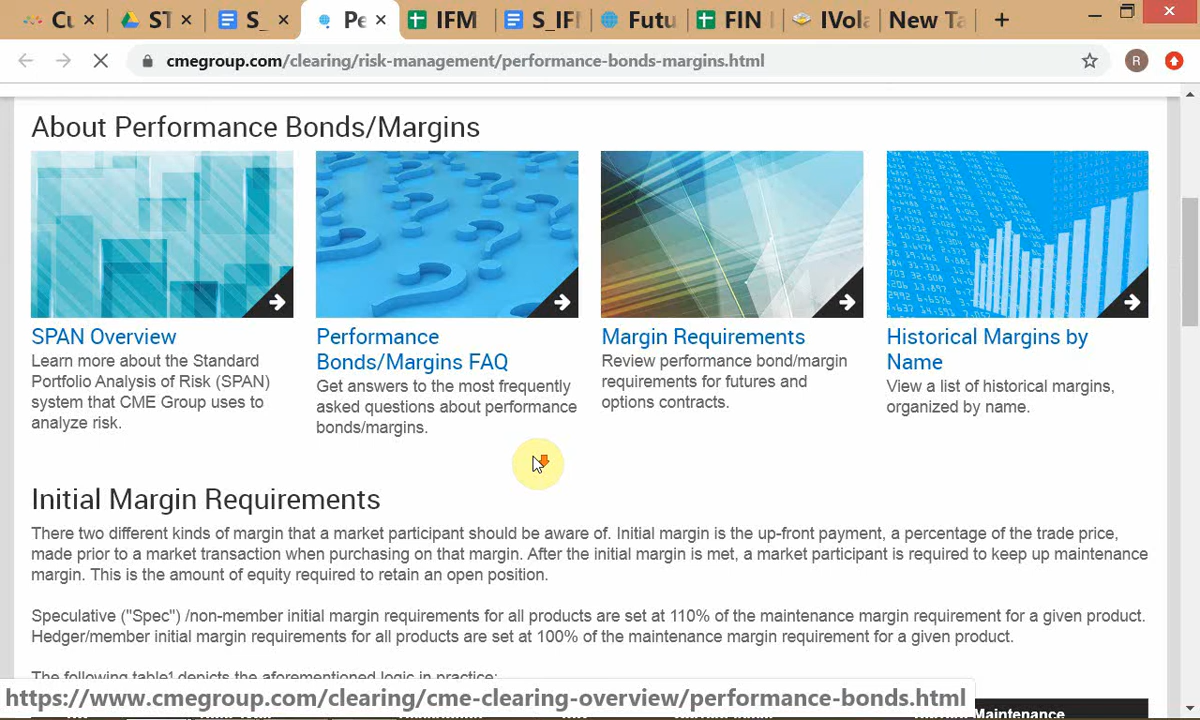 Cu
ST
S_
Pe
IFM
S_IFI
Futu
FIN
IVola
New Ta
cmegroup.com/clearing/risk-management/performance-bonds-margins.html
R
About Performance Bonds/Margins
SPAN Overview
Learn more about the Standard
Portfolio Analysis of Risk (SPAN)
system that CME Group uses to
analyze risk.
Performance
Bonds/Margins FAQ
Get answers to the most frequently
asked questions about performance
bonds/margins.
Margin Requirements
Review performance bond/margin
requirements for futures and
options contracts.
Historical Margins by
Name
View a list of historical margins,
organized by name.
Initial Margin Requirements
There two different kinds of margin that a market participant should be aware of. Initial margin is the up-front payment, a percentage of the trade price,
made prior to a market transaction when purchasing on that margin. After the initial margin is met, a market participant is required to keep up maintenance
margin. This is the amount of equity required to retain an open position.
Speculative ("Spec") /non-member initial margin requirements for all products are set at 110% of the maintenance margin requirement for a given product.
Hedger/member initial margin requirements for all products are set at 100% of the maintenance margin requirement for a given product.
The following table¹ depicts the aforementioned logic in practice:
https://www.cmegroup.com/clearing/cme-clearing-overview/performance-bonds.html
Maintenance